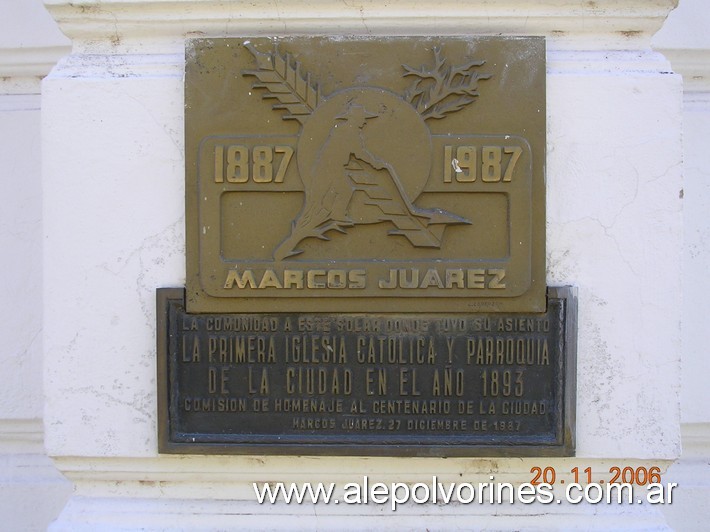 1887 1987
MARCOS JUAREZ
LA COMUNIDAD A ESTE SOLAR DONDE TUVO SU ASIENTO
LA PRIMERA IGLESIA CATOLICA Y PARROQUIA
DE LA CIUDAD EN EL AÑO 1893
COMISION DE HOMENAJE AL CENTENARIO DE LA CIUDAD
MARCOS JUAREZ. 27 DICIEMBRE DE 1987
20.11.2006
www.alepolvorines.com.ar